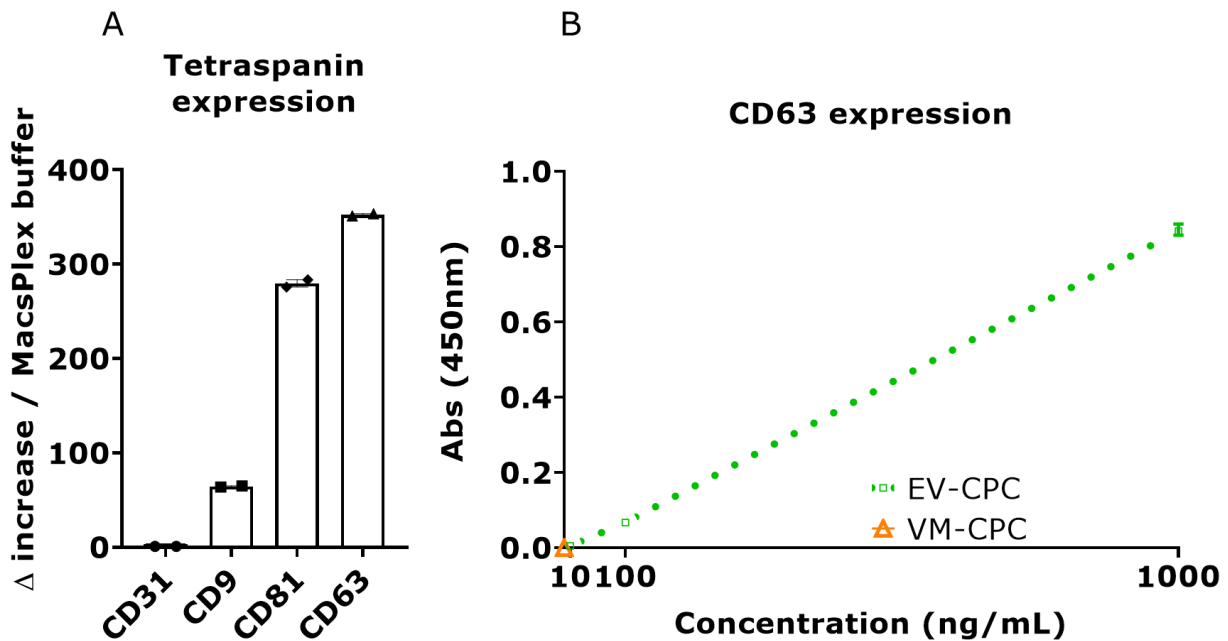 A
Tetraspanin
expression
Δ increase / MacsPlex buffer
400
300
200
100
0
CD31
CD9
CD81
CD63
B
CD63 expression
Abs (450nm)
1.0
0.8
0.6
0.4
0.2
0.0
EV-CPC
VM-CPC
10100
1000
Concentration (ng/mL)